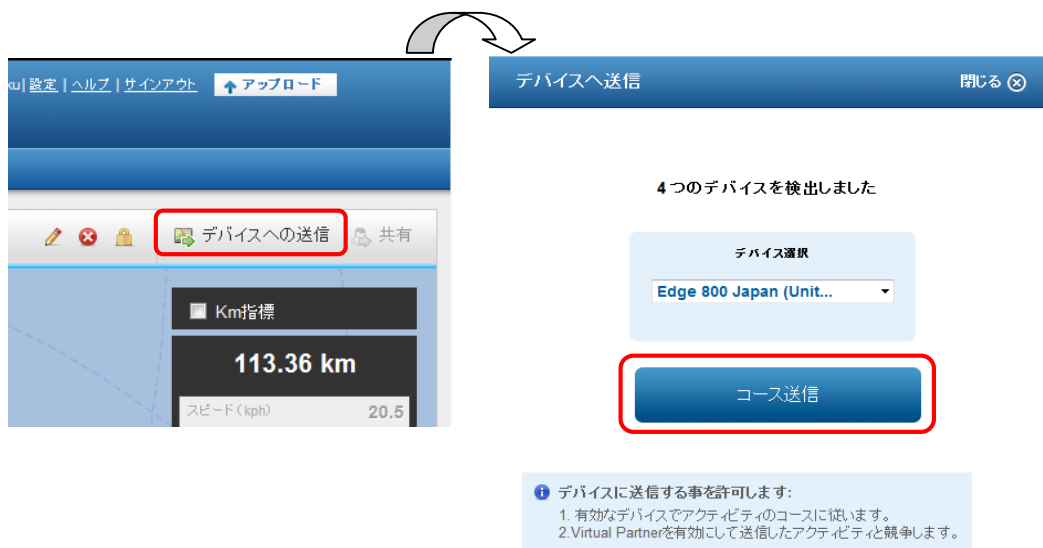 ku| 設定 | ヘルプ | サインアウト アップロード
デバイスへの送信 共有
Km指標
113.36 km
スピード(kph) 20.5
デバイスへ送信 閉じる
4 つのデバイスを検出しました
デバイス選択
Edge 800 Japan (Unit...
コース送信
デバイスに送信する事を許可します:
1. 有効なデバイスでアクティビティのコースに従います。
2.Virtual Partnerを有効にして送信したアクティビティと競争します。